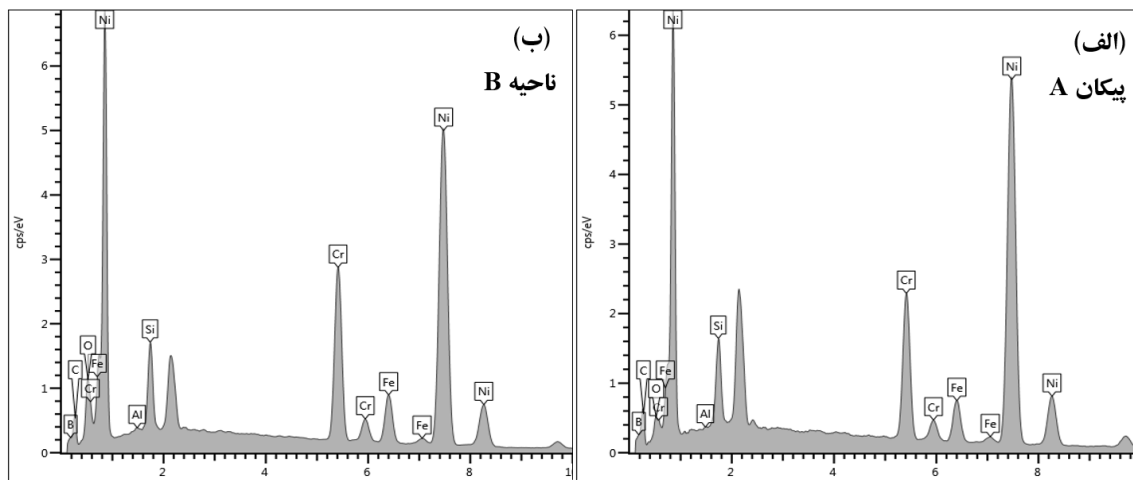 (الف)
پیکان A
Ni
Ni
Cr
Si
Fe
Ni
Fe
C
O
Cr
Cr
B
Al
Fe
cps/eV
6
5
4
3
2
1
0
2
4
6
8
(ب)
ناحیه B
Ni
Ni
Cr
Si
O
Fe
C
Cr
Fe
Ni
Cr
Al
B
Fe
cps/eV
6
5
4
3
2
1
0
2
4
6
8